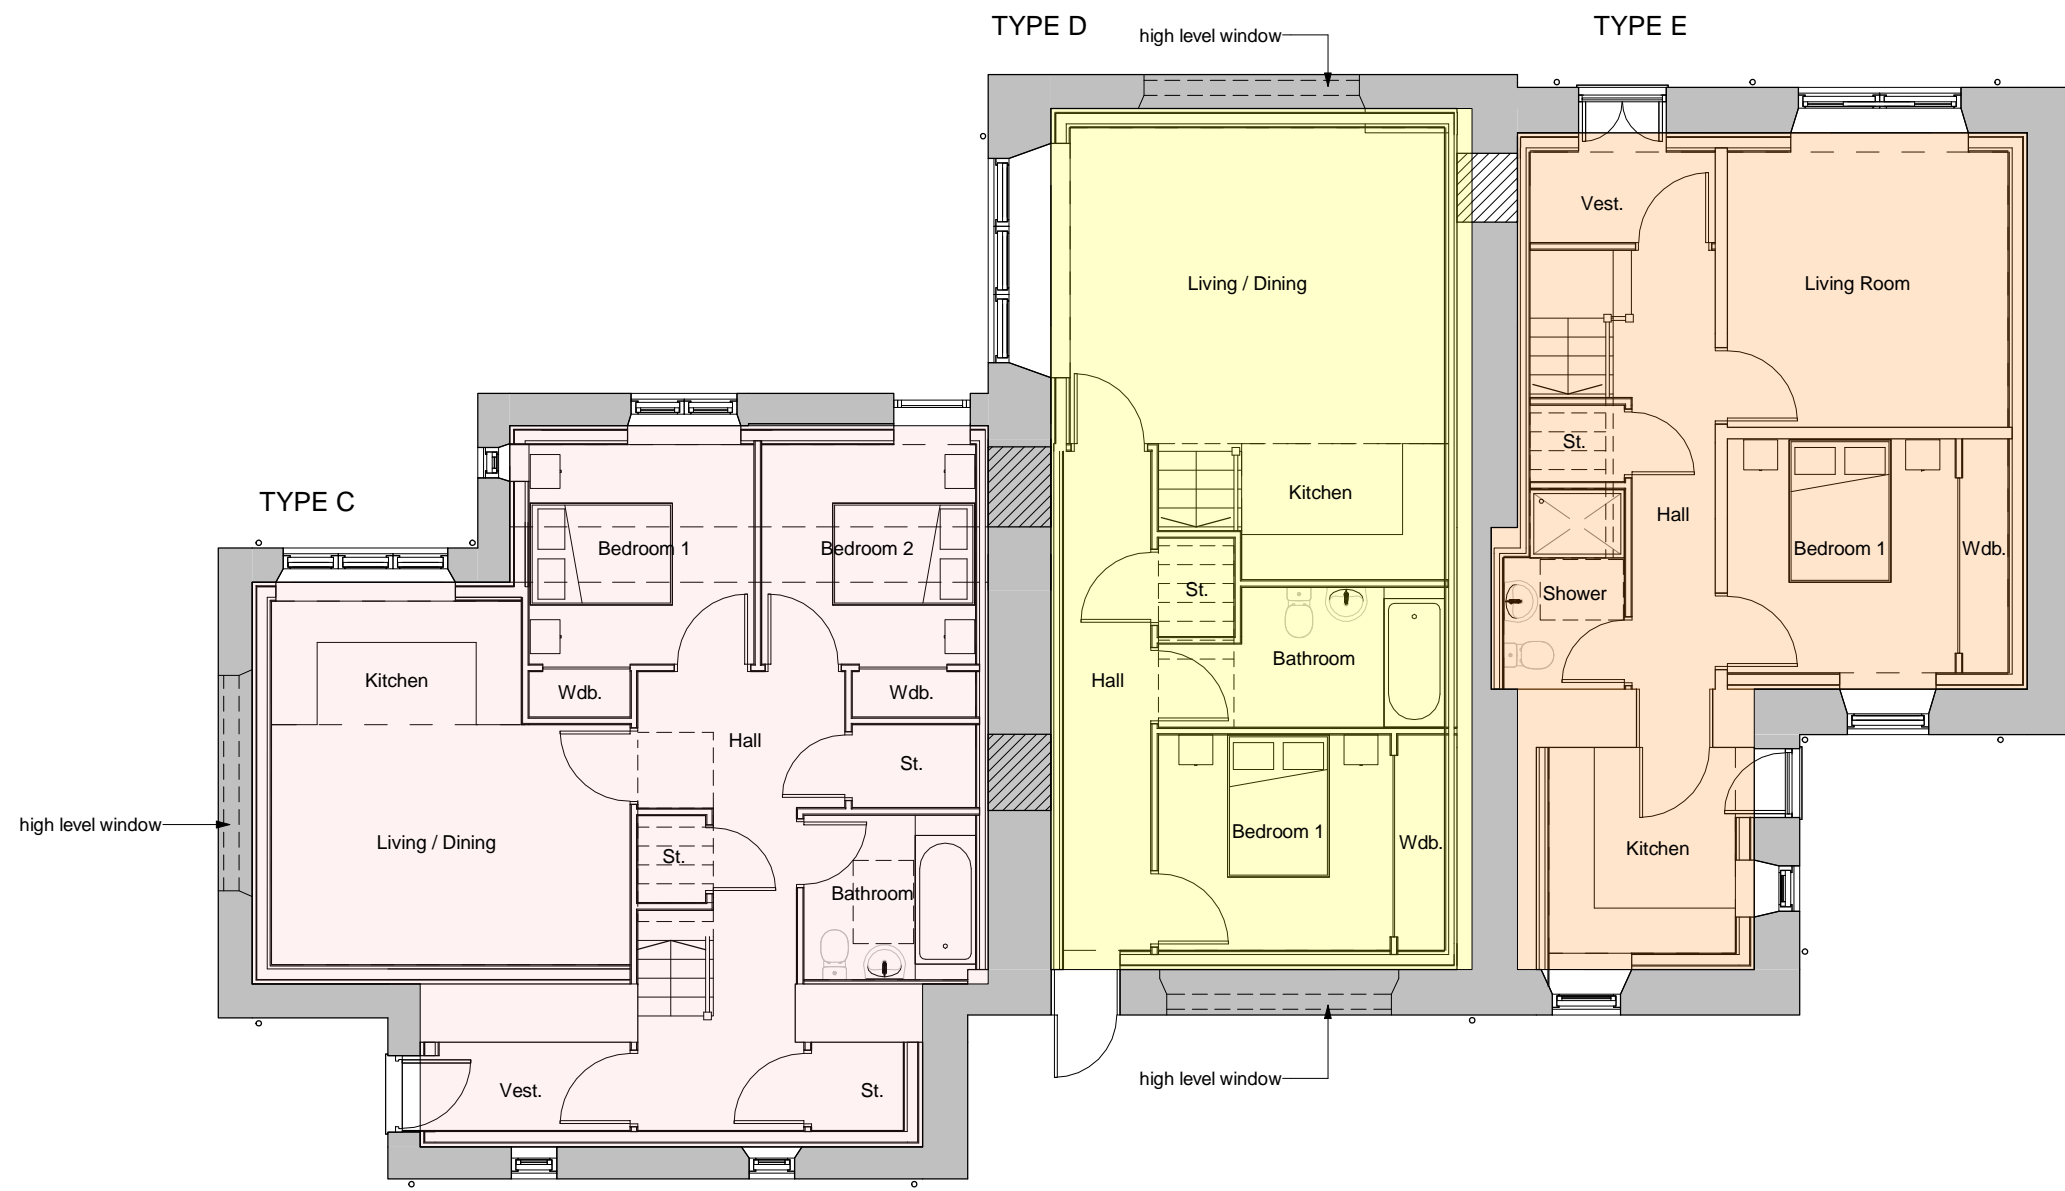 TYPE D
high level window
TYPE E
Vest.
Living / Dining
Living Room
St.
TYPE C
Kitchen
Hall
Bedroom 1
Bedroom 2
Bedroom 1
Wdb.
St.
Shower
Bathroom
Kitchen
Hall
Wdb.
Wdb.
Hall
St.
high level window
Living / Dining
St.
Bedroom 1
Wdb.
Kitchen
Bathroom
high level window
Vest.
St.